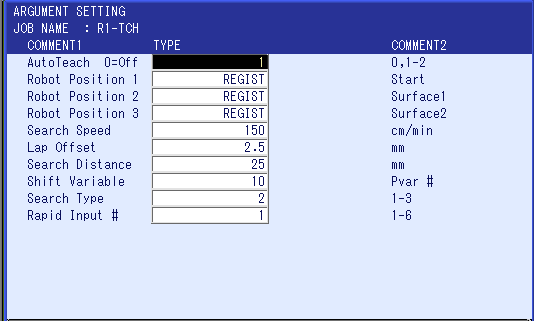 ARGUMENT SETTING
JOB NAME : R1-TCH
COMMENT1 TYPE COMMENT2
AutoTeach 0=Off 1 0,1-2
Robot Position 1 REGIST Start
Robot Position 2 REGIST Surface1
Robot Position 3 REGIST Surface2
Search Speed 150 cm/min
Lap Offset 2.5 mm
Search Distance 25 mm
Shift Variable 10 Pvar #
Search Type 2 1-3
Rapid Input # 1 1-6